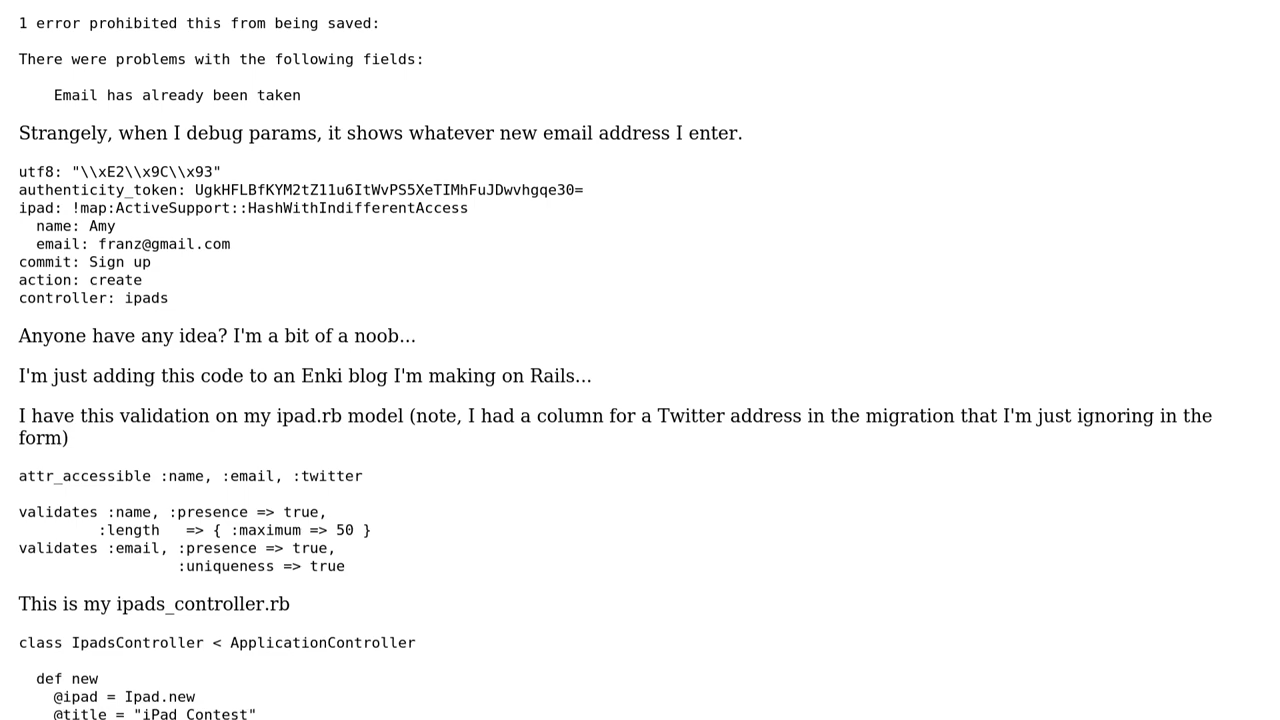 1 error prohibited this from being saved:
There were problems with the following fields:
Email has already been taken
Strangely, when I debug params, it shows whatever new email address I enter.
utf8: "\\xE2\\x9C\\x93"
authenticity_token: UgkHFLBfKYM2tZ11u6ItWvPS5XeTIMhFuJDwvhgqe30=
ipad: !map:ActiveSupport::HashWithIndifferentAccess
  name: Amy
  email: franz@gmail.com
commit: Sign up
action: create
controller: ipads
Anyone have any idea? I'm a bit of a noob...
I'm just adding this code to an Enki blog I'm making on Rails...
I have this validation on my ipad.rb model (note, I had a column for a Twitter address in the migration that I'm just ignoring in the
form)
attr_accessible :name, :email, :twitter
validates :name, :presence => true,
         :length   => { :maximum => 50 }
validates :email, :presence => true,
                  :uniqueness => true
This is my ipads_controller.rb
class IpadsController < ApplicationController
  def new
    @ipad = Ipad.new
    @title = "iPad Contest"